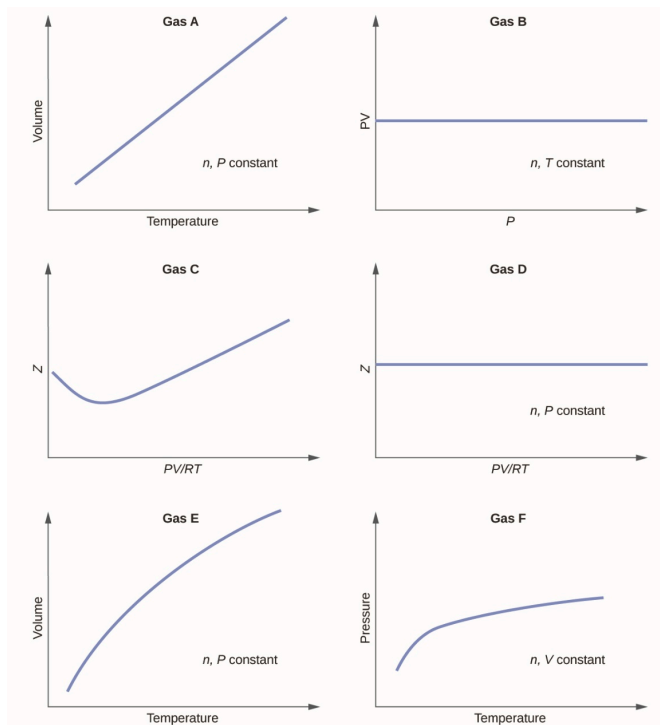 Gas A
Volume
n, P constant
Temperature
Gas B
PV
n, T constant
P
Gas C
Z
PV/RT
Gas D
Z
n, P constant
PV/RT
Gas E
Volume
n, P constant
Temperature
Gas F
Pressure
n, V constant
Temperature